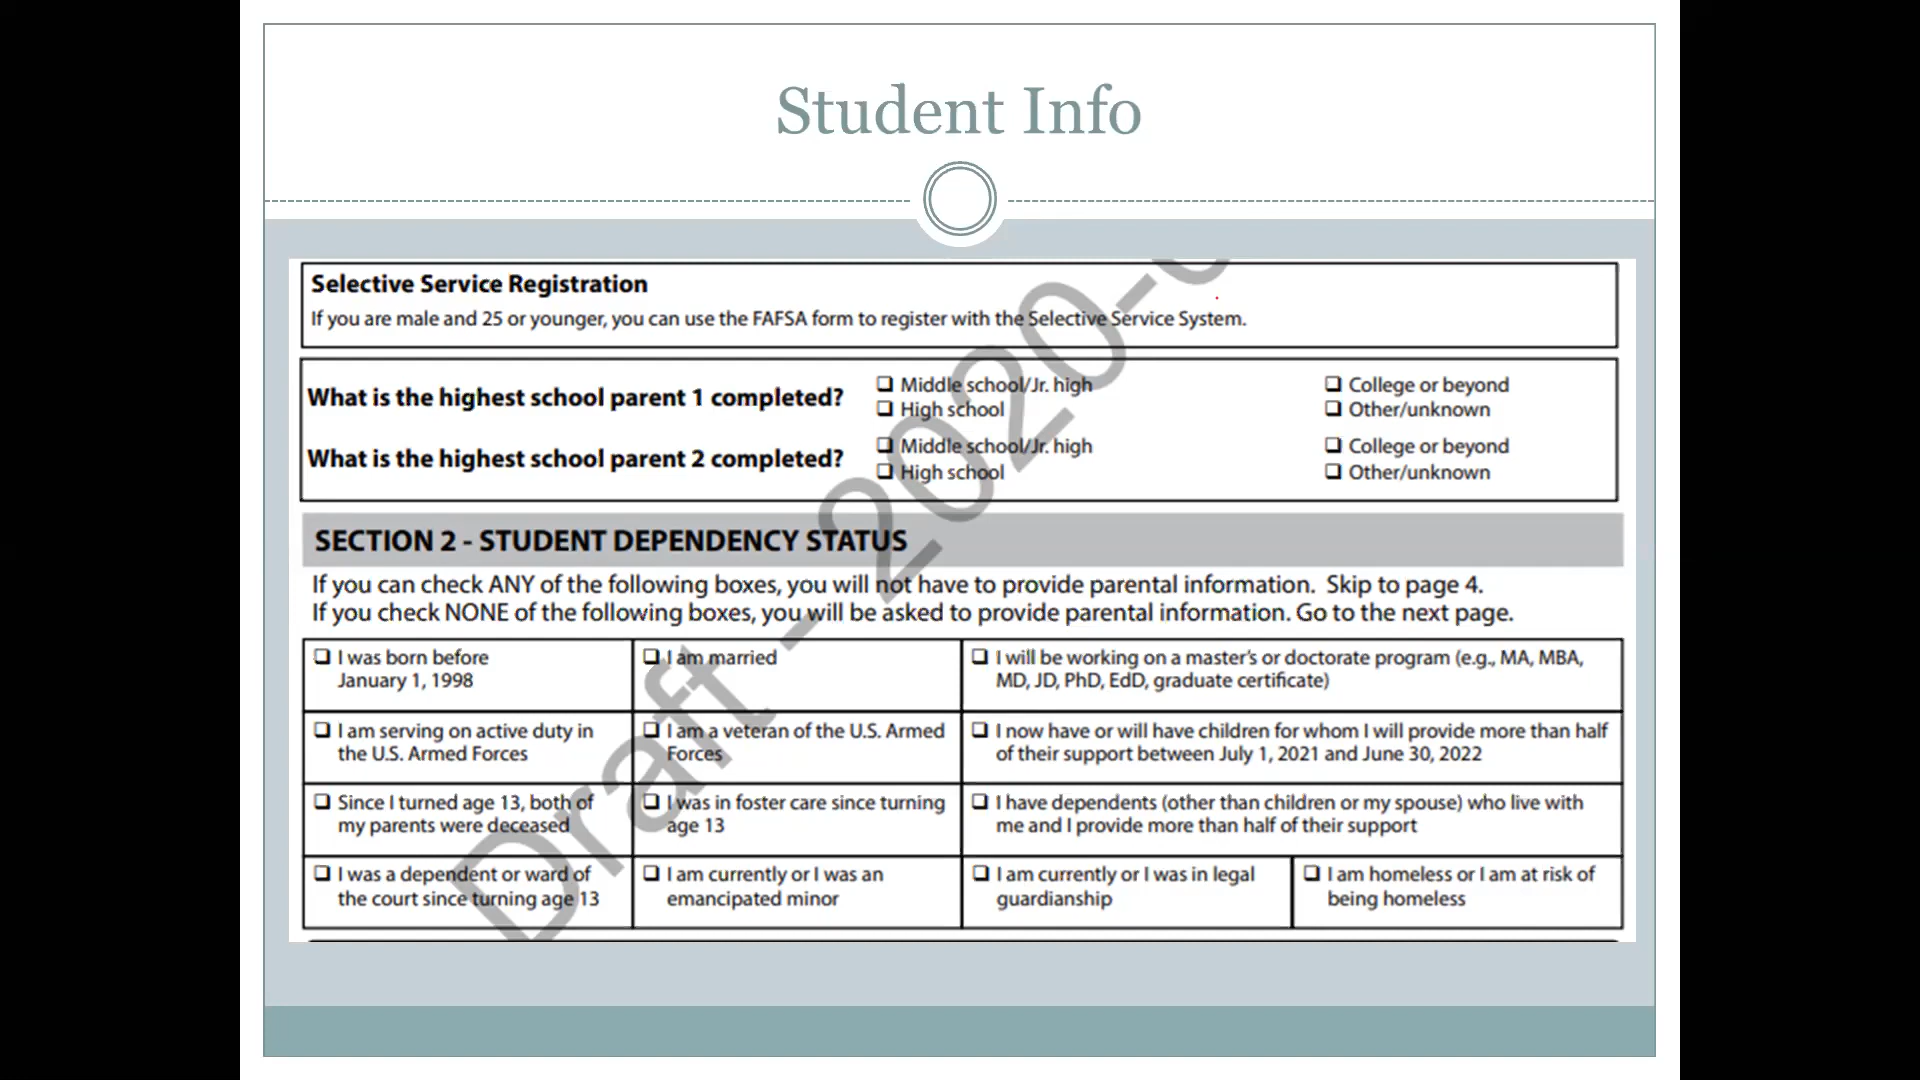 Student Info
Selective Service Registration
If you are male and 25 or younger, you can use the FAFSA form to register with the Selective Service System.
What is the highest school parent 1 completed?
❑ Middle school/Jr. high
❑ High school
❑ College or beyond
❑ Other/unknown
What is the highest school parent 2 completed?
❑ Middle school/Jr. high
❑ High school
❑ College or beyond
❑ Other/unknown
SECTION 2 - STUDENT DEPENDENCY STATUS
If you can check ANY of the following boxes, you will not have to provide parental information. Skip to page 4.
If you check NONE of the following boxes, you will be asked to provide parental information. Go to the next page.
❑ I was born before
January 1, 1998
❑ I am married
❑ I will be working on a master's or doctorate program (e.g., MA, MBA,
MD, JD, PhD, EdD, graduate certificate)
❑ I am serving on active duty in
the U.S. Armed Forces
❑ I am a veteran of the U.S. Armed
Forces
❑ I now have or will have children for whom I will provide more than half
of their support between July 1, 2021 and June 30, 2022
❑ Since I turned age 13, both of
my parents were deceased
❑ I was in foster care since turning
age 13
❑ I have dependents (other than children or my spouse) who live with
me and I provide more than half of their support
❑ I was a dependent or ward of
the court since turning age 13
❑ I am currently or I was an
emancipated minor
❑ I am currently or I was in legal
guardianship
❑ I am homeless or I am at risk of
being homeless
Draft - 2020-